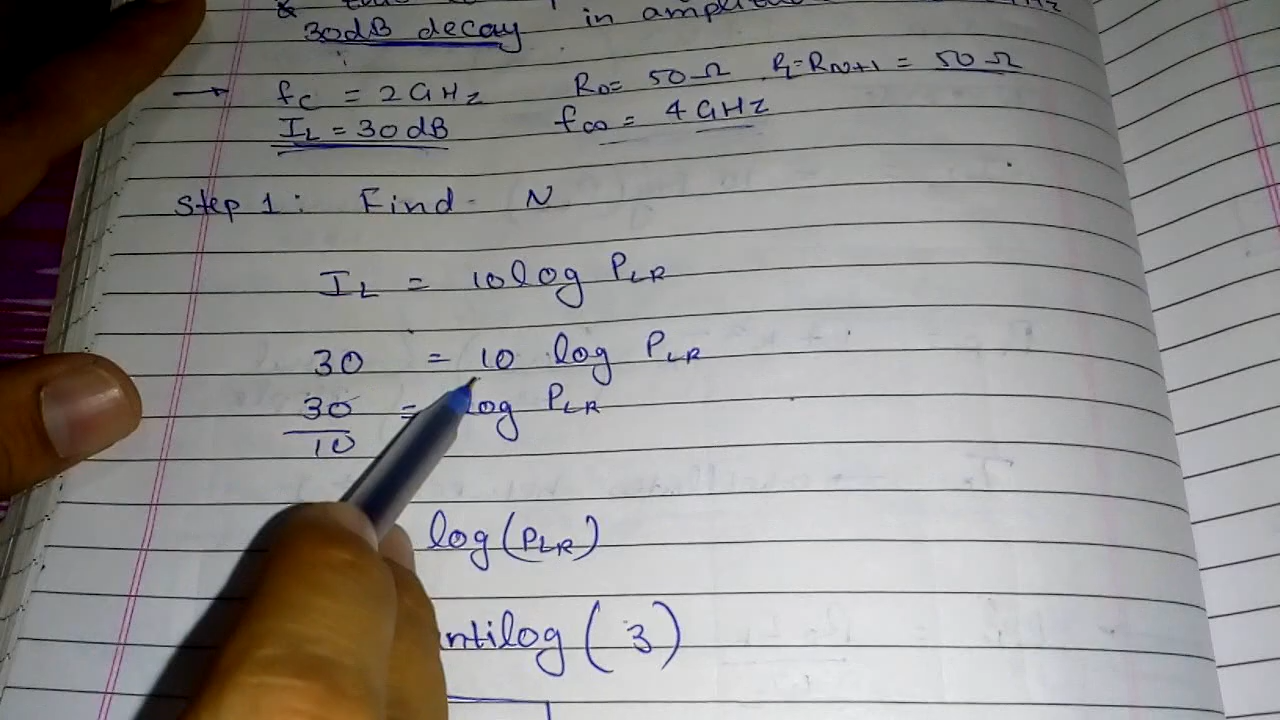 30dB decay in
→ fc = 2GHz R0= 50Ω RL=RN+1 = 50Ω
IL = 30dB f∞ = 4GHz
Step 1: Find N
IL = 10log PLR
30 = 10 log PLR
30/10 = log PLR
log(PLR)
ntilog(3)